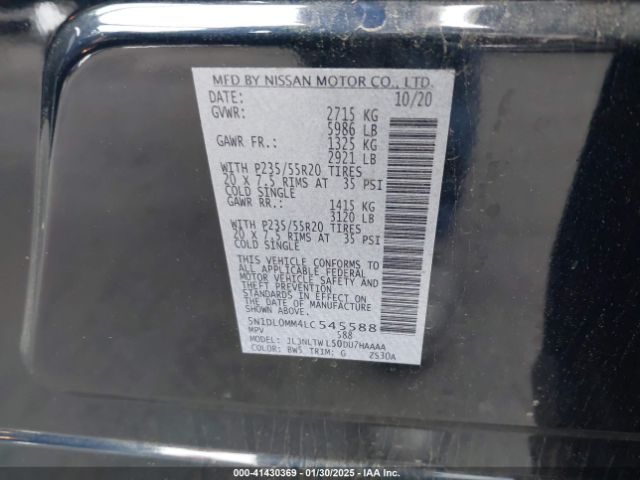 MFD BY NISSAN MOTOR CO., LTD.
DATE: 10/20
GVWR: 2715 KG
5986 LB
GAWR FR.: 1325 KG
2921 LB
WITH P235/55R20 TIRES
20 X 7.5 RIMS AT 35 PSI
COLD SINGLE
GAWR RR.: 1415 KG
3120 LB
WITH P235/55R20 TIRES
20 X 7.5 RIMS AT 35 PSI
COLD SINGLE
THIS VEHICLE CONFORMS TO
ALL APPLICABLE FEDERAL
MOTOR VEHICLE SAFETY AND
THEFT PREVENTION
STANDARDS IN EFFECT ON
THE DATE OF MANUFACTURE
SHOWN ABOVE.
5N1DL0MM4LC545588
MPV 588
MODEL: JLJNLTWL50DU7HAAAA
COLOR: BW5 TRIM: G ZS30A
000-41430369 - 01/30/2025 - IAA Inc.